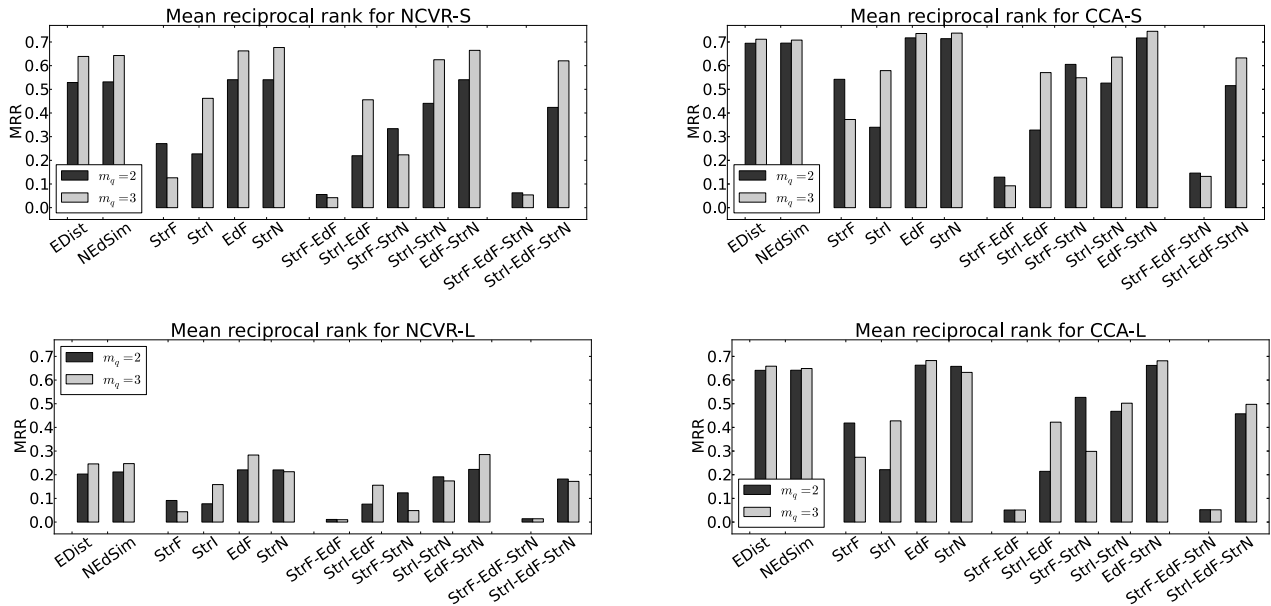 Mean reciprocal rank for NCVR-S
MRR
0.7
0.6
0.5
0.4
0.3
0.2
0.1
0.0
m_q = 2
m_q = 3
EDist
NEdSim
StrF
StrI
EdF
StrN
StrF-EdF
StrI-EdF
StrF-StrN
StrI-StrN
EdF-StrN
StrF-EdF-StrN
StrI-EdF-StrN
Mean reciprocal rank for CCA-S
MRR
0.7
0.6
0.5
0.4
0.3
0.2
0.1
0.0
m_q = 2
m_q = 3
EDist
NEdSim
StrF
StrI
EdF
StrN
StrF-EdF
StrI-EdF
StrF-StrN
StrI-StrN
EdF-StrN
StrF-EdF-StrN
StrI-EdF-StrN
Mean reciprocal rank for NCVR-L
MRR
0.7
0.6
0.5
0.4
0.3
0.2
0.1
0.0
m_q = 2
m_q = 3
EDist
NEdSim
StrF
StrI
EdF
StrN
StrF-EdF
StrI-EdF
StrF-StrN
StrI-StrN
EdF-StrN
StrF-EdF-StrN
StrI-EdF-StrN
Mean reciprocal rank for CCA-L
MRR
0.7
0.6
0.5
0.4
0.3
0.2
0.1
0.0
m_q = 2
m_q = 3
EDist
NEdSim
StrF
StrI
EdF
StrN
StrF-EdF
StrI-EdF
StrF-StrN
StrI-StrN
EdF-StrN
StrF-EdF-StrN
StrI-EdF-StrN